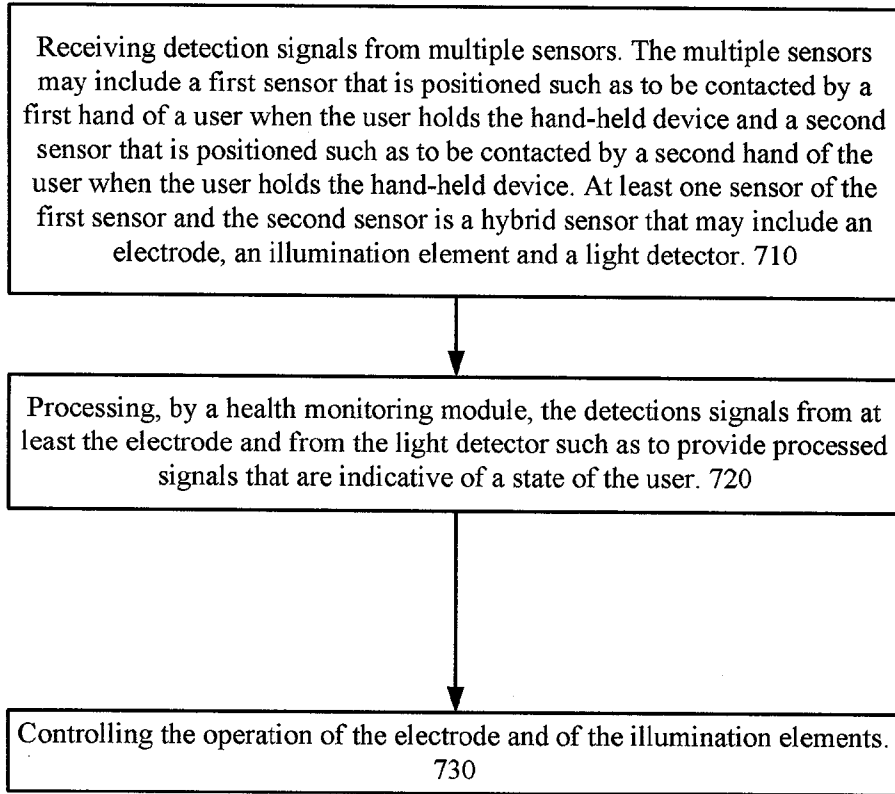 Receiving detection signals from multiple sensors. The multiple sensors
may include a first sensor that is positioned such as to be contacted by a
first hand of a user when the user holds the hand-held device and a second
sensor that is positioned such as to be contacted by a second hand of the
user when the user holds the hand-held device. At least one sensor of the
first sensor and the second sensor is a hybrid sensor that may include an
electrode, an illumination element and a light detector. 710
Processing, by a health monitoring module, the detections signals from at
least the electrode and from the light detector such as to provide processed
signals that are indicative of a state of the user. 720
Controlling the operation of the electrode and of the illumination elements.
730